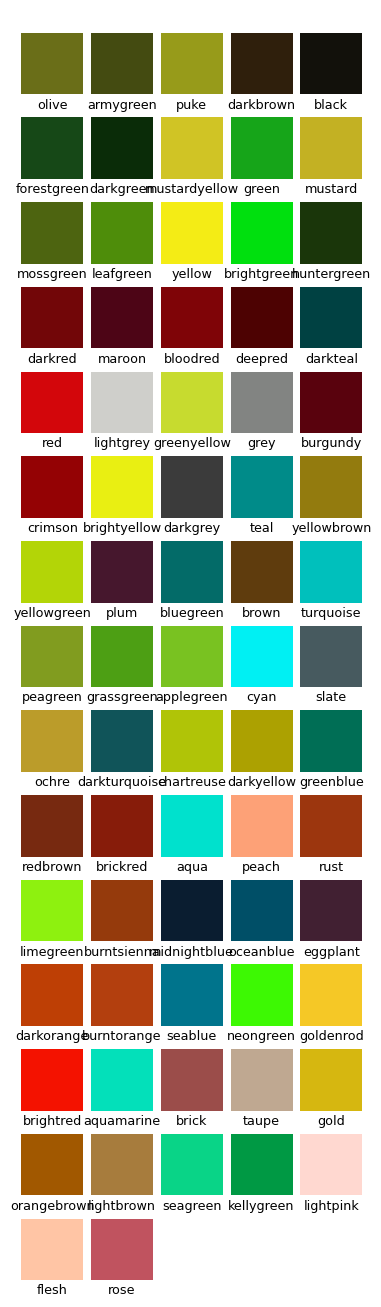 olive armygreen puke darkbrown black
forestgreen darkgreen mustardyellow green mustard
mossgreen leafgreen yellow brightgreen huntergreen
darkred maroon bloodred deepred darkteal
red lightgrey greenyellow grey burgundy
crimson brightyellow darkgrey teal yellowbrown
yellowgreen plum bluegreen brown turquoise
peagreen grassgreen applegreen cyan slate
ochre darkturquoise chartreuse darkyellow greenblue
redbrown brickred aqua peach rust
limegreen burntsienna midnightblue oceanblue eggplant
darkorange burntorange seablue neongreen goldenrod
brightred aquamarine brick taupe gold
orangebrown lightbrown seagreen kellygreen lightpink
flesh rose